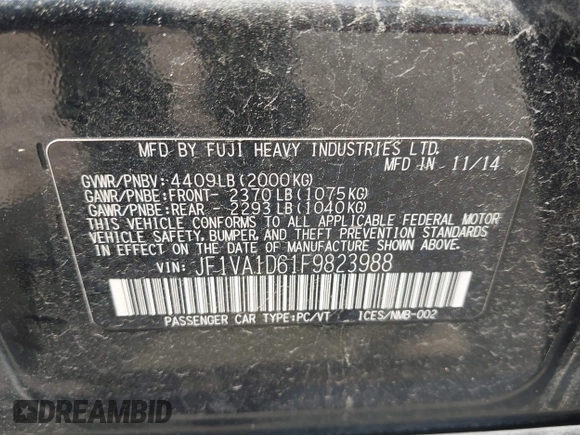 MFD BY FUJI HEAVY INDUSTRIES LTD.
MFD IN 11/14
GVWR/PNBV: 4409LB(2000KG)
GAWR/PNBE:FRONT- 2370LB(1075KG)
GAWR/PNBE:REAR - 2293LB(1040KG)
THIS VEHICLE CONFORMS TO ALL APPLICABLE FEDERAL MOTOR
VEHICLE SAFETY, BUMPER, AND THEFT PREVENTION STANDARDS
IN EFFECT ON THE DATE OF MANUFACTURE SHOWN ABOVE.
VIN: JF1VA1D61F9823988
PASSENGER CAR TYPE:PC/VT ICES/NMB-002
DREAMBID